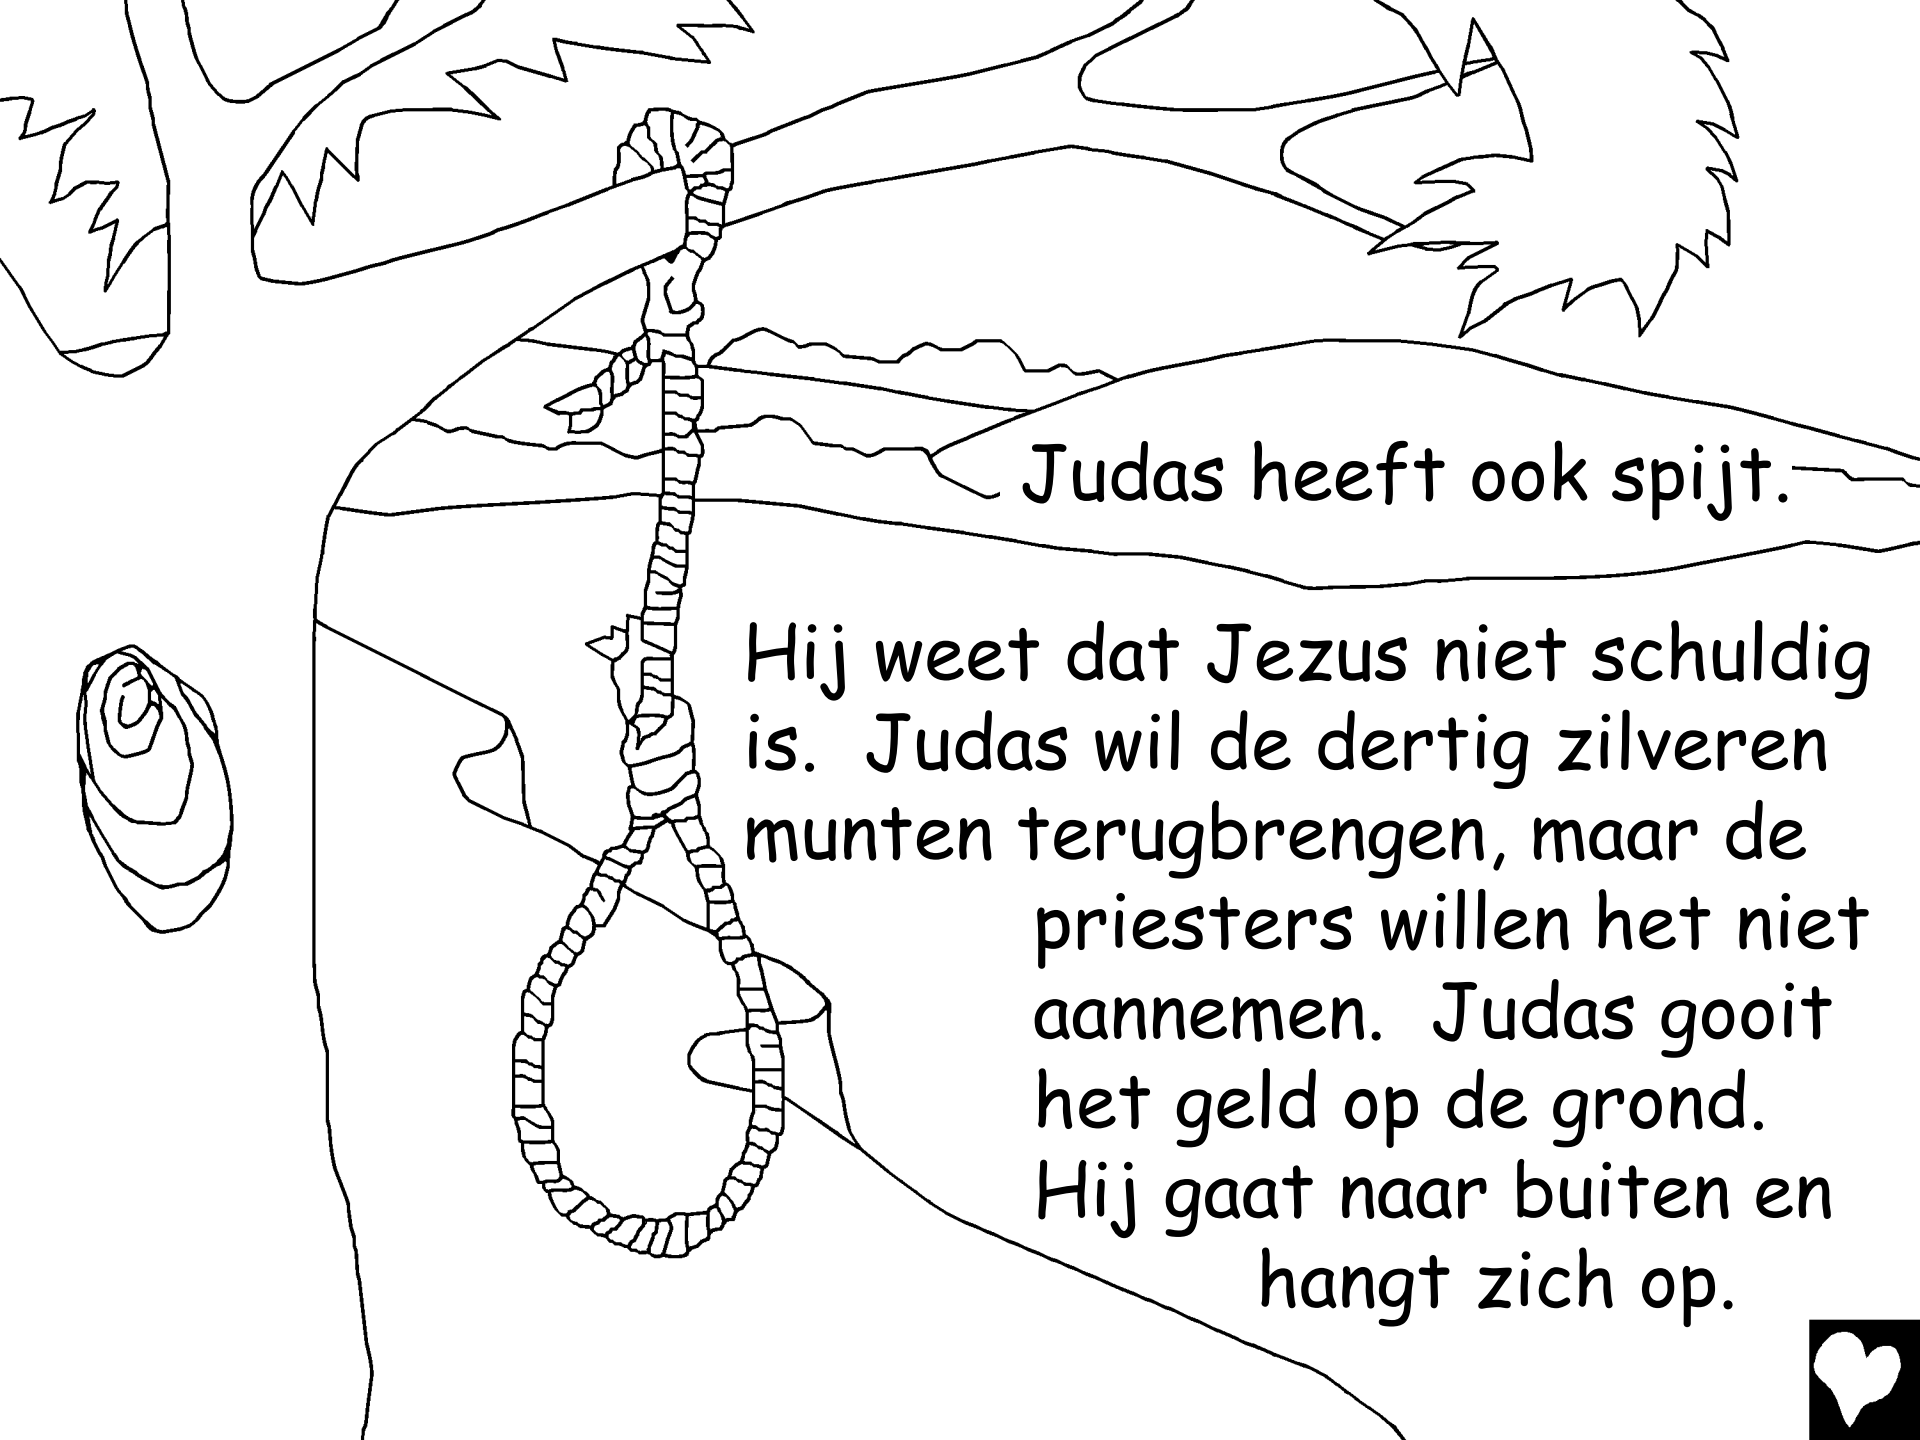 Judas heeft ook spijt.
Hij weet dat Jezus niet schuldig
is.  Judas wil de dertig zilveren
munten terugbrengen, maar de
priesters willen het niet
aannemen.  Judas gooit
het geld op de grond.
Hij gaat naar buiten en
hangt zich op.